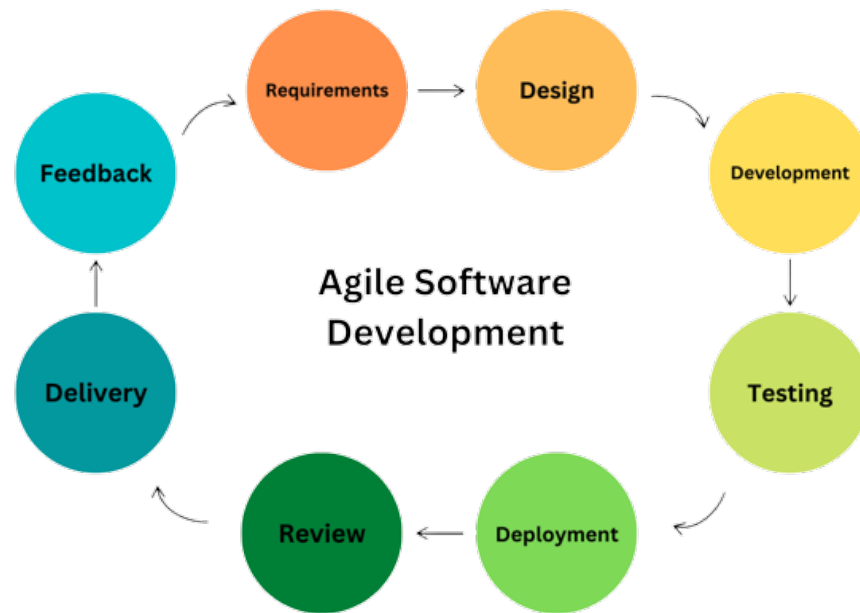 Requirements
Design
Development
Testing
Deployment
Review
Delivery
Feedback
Agile Software
Development